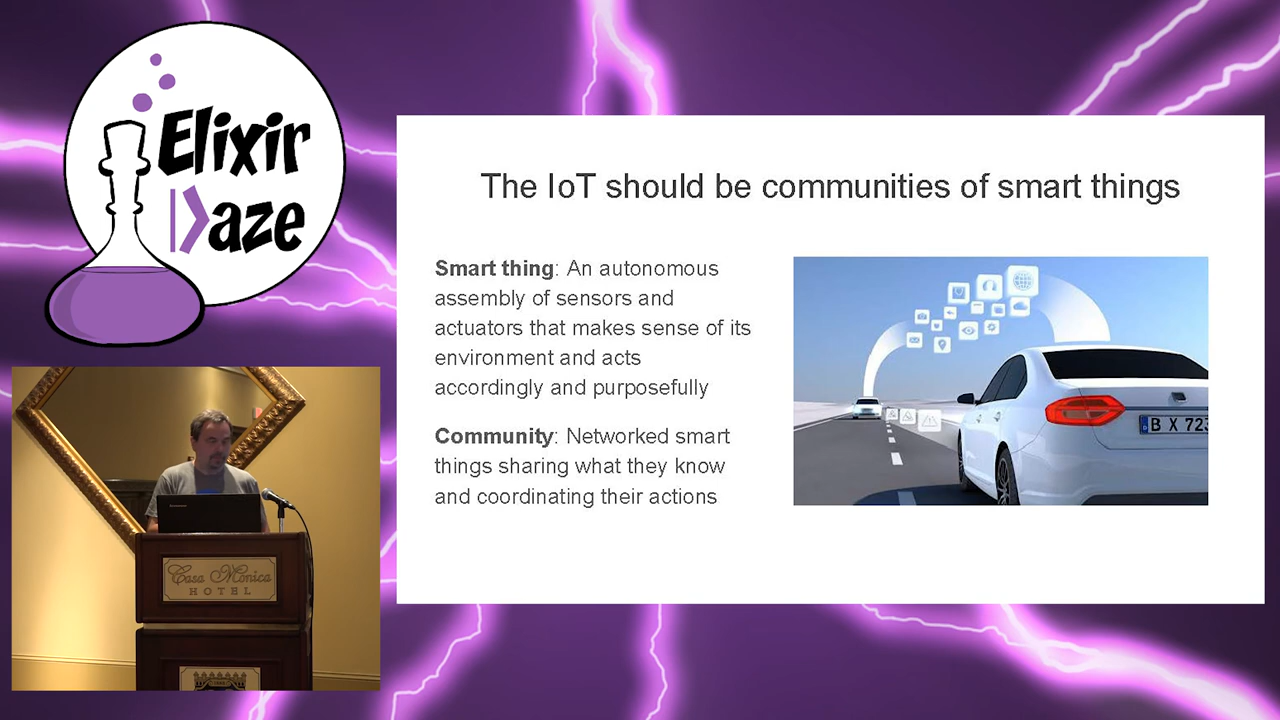 Elixir
Daze
The IoT should be communities of smart things
Smart thing: An autonomous
assembly of sensors and
actuators that makes sense of its
environment and acts
accordingly and purposefully
Community: Networked smart
things sharing what they know
and coordinating their actions
B X 723
Casa Monica
HOTEL